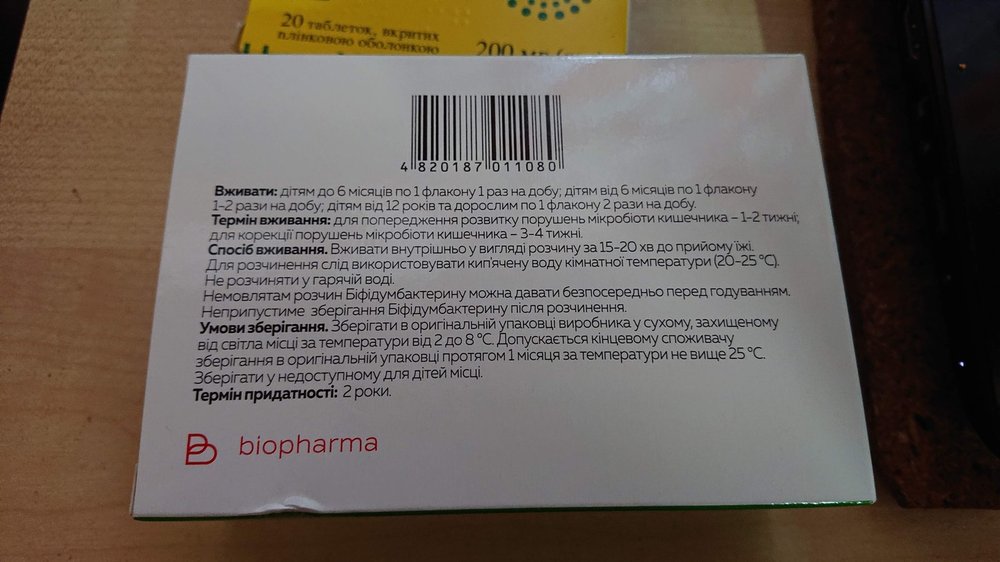 20 таблеток, вкритих
плівковою оболонкою
200 мг
4 820187 011080
Вживати: дітям до 6 місяців по 1 флакону 1 раз на добу; дітям від 6 місяців по 1 флакону
1-2 рази на добу; дітям від 12 років та дорослим по 1 флакону 2 рази на добу.
Термін вживання: для попередження розвитку порушень мікробіоти кишечника – 1-2 тижні;
для корекції порушень мікробіоти кишечника – 3-4 тижні.
Спосіб вживання. Вживати внутрішньо у вигляді розчину за 15-20 хв до прийому їжі.
Для розчинення слід використовувати кип'ячену воду кімнатної температури (20-25 °С).
Не розчиняти у гарячій воді.
Немовлятам розчин Біфідумбактерину можна давати безпосередньо перед годуванням.
Неприпустиме зберігання Біфідумбактерину після розчинення.
Умови зберігання. Зберігати в оригінальній упаковці виробника у сухому, захищеному
від світла місці за температури від 2 до 8 °С. Допускається кінцевому споживачу
зберігання в оригінальній упаковці протягом 1 місяця за температури не вище 25 °С.
Зберігати у недоступному для дітей місці.
Термін придатності: 2 роки.
biopharma